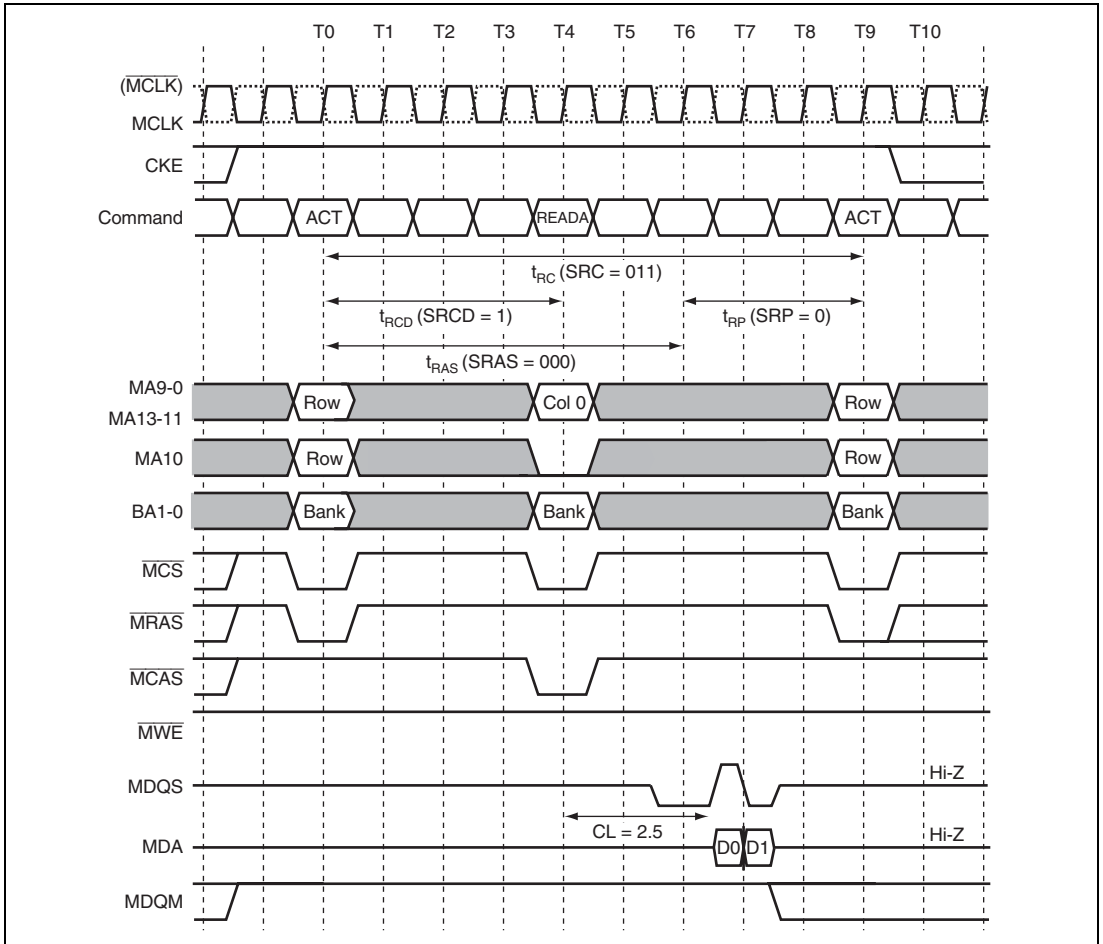 T0 T1 T2 T3 T4 T5 T6 T7 T8 T9 T10
(MCLK)
MCLK
CKE
Command ACT READA ACT
tRC (SRC = 011)
tRCD (SRCD = 1) tRP (SRP = 0)
tRAS (SRAS = 000)
MA9-0
MA13-11
Row Col 0 Row
MA10 Row Row
BA1-0 Bank Bank Bank
MCS
MRAS
MCAS
MWE
MDQS Hi-Z
CL = 2.5
MDA D0 D1 Hi-Z
MDQM